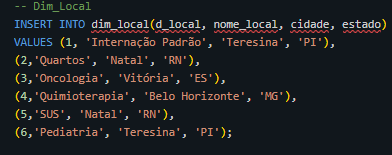 -- Dim_Local
INSERT INTO dim_local(d_local, nome_local, cidade, estado)
VALUES (1, 'Internação Padrão', 'Teresina', 'PI'),
(2,'Quartos', 'Natal', 'RN'),
(3,'Oncologia', 'Vitória', 'ES'),
(4,'Quimioterapia', 'Belo Horizonte', 'MG'),
(5,'SUS', 'Natal', 'RN'),
(6,'Pediatria', 'Teresina', 'PI');